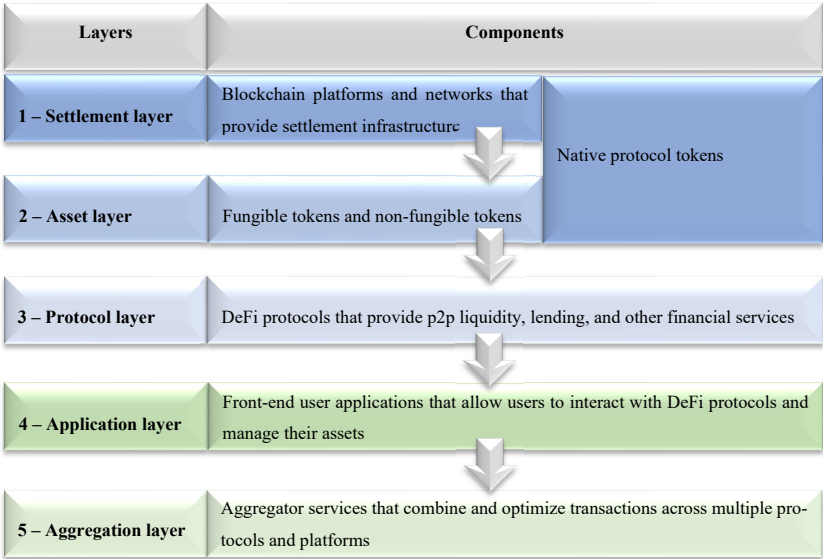 Layers
Components
1 – Settlement layer
Blockchain platforms and networks that
provide settlement infrastructure
Native protocol tokens
2 – Asset layer
Fungible tokens and non-fungible tokens
3 – Protocol layer
DeFi protocols that provide p2p liquidity, lending, and other financial services
4 – Application layer
Front-end user applications that allow users to interact with DeFi protocols and
manage their assets
5 – Aggregation layer
Aggregator services that combine and optimize transactions across multiple pro-
tocols and platforms